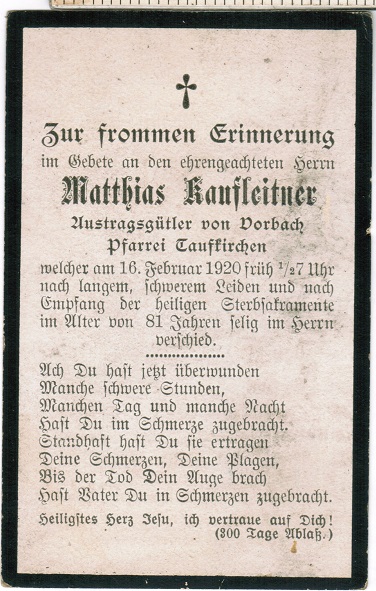 Zur frommen Erinnerung
im Gebete an den ehrengeachteten Herrn
Matthias Kaufleitner
Austragsgütler von Vorbach
Pfarrei Taufkirchen
welcher am 16. Februar 1920 früh ½7 Uhr
nach langem, schwerem Leiden und nach
Empfang der heiligen Sterbsakramente
im Alter von 81 Jahren selig im Herrn
verschied.
Ach Du hast jetzt überwunden
Manche schwere Stunden,
Manchen Tag und manche Nacht
Hast Du im Schmerze zugebracht.
Standhaft hast Du sie ertragen
Deine Schmerzen, Deine Plagen,
Bis der Tod Dein Auge brach
Hast Vater Du in Schmerzen zugebracht.
Heiligstes Herz Jesu, ich vertraue auf Dich!
(300 Tage Ablaß.)